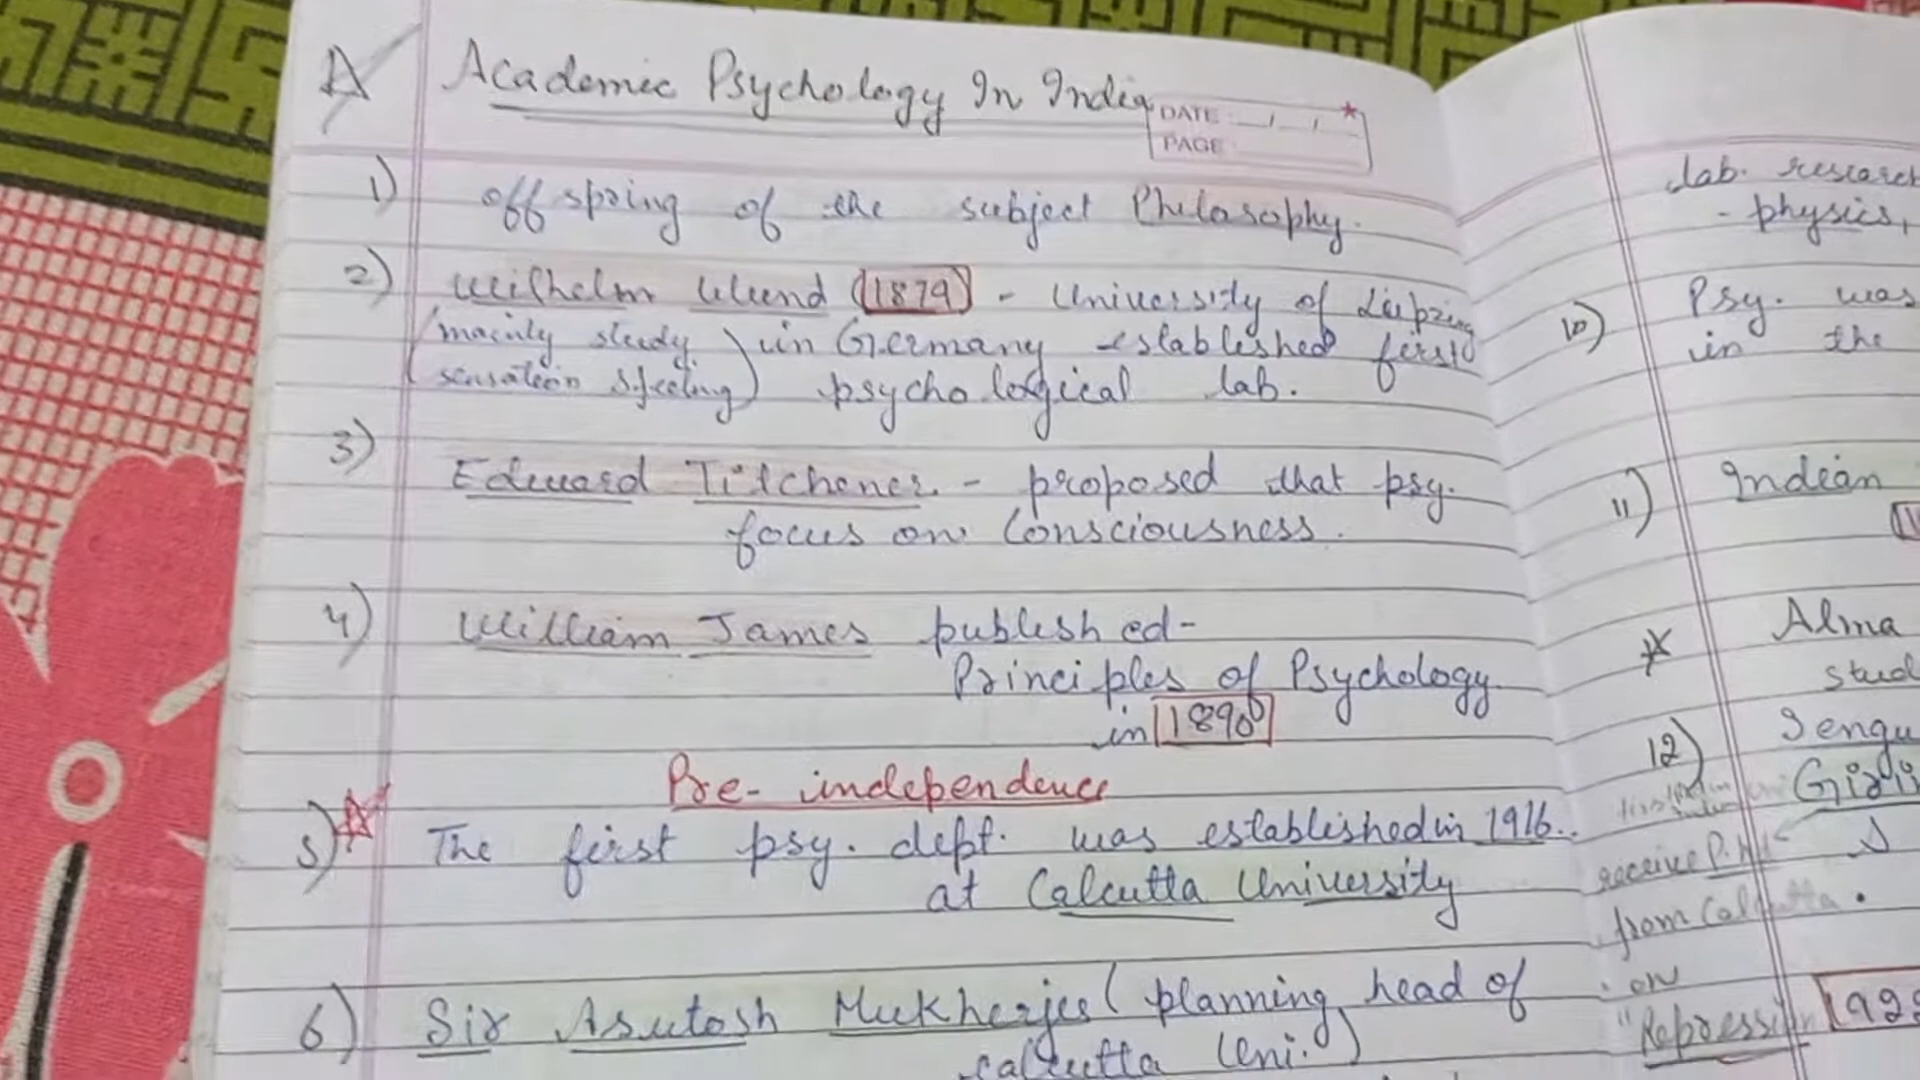 A Academic Psychology In India
DATE / /
PAGE
1) offspring of the subject Philosophy.
2) Wilhelm Wund (1879) - University of Leipzig
(mainly study in Germany established first
sensation & feeling) psychological lab.
3) Edward Titchener. - proposed that psy.
focus on Consciousness.
4) William James published-
Principles of Psychology
in 1890
Pre-independence
5) The first psy. dept. was established in 1916.
at Calcutta University
6) Sir Asutosh Mukherjee (planning head of
calcutta Uni.)
lab. research
- physics,
10) Psy. was
in the
11) Indian
Alma
stud
12) Sengu
Giri
receive P.hd
from Calcutta.
on
"Repression 192